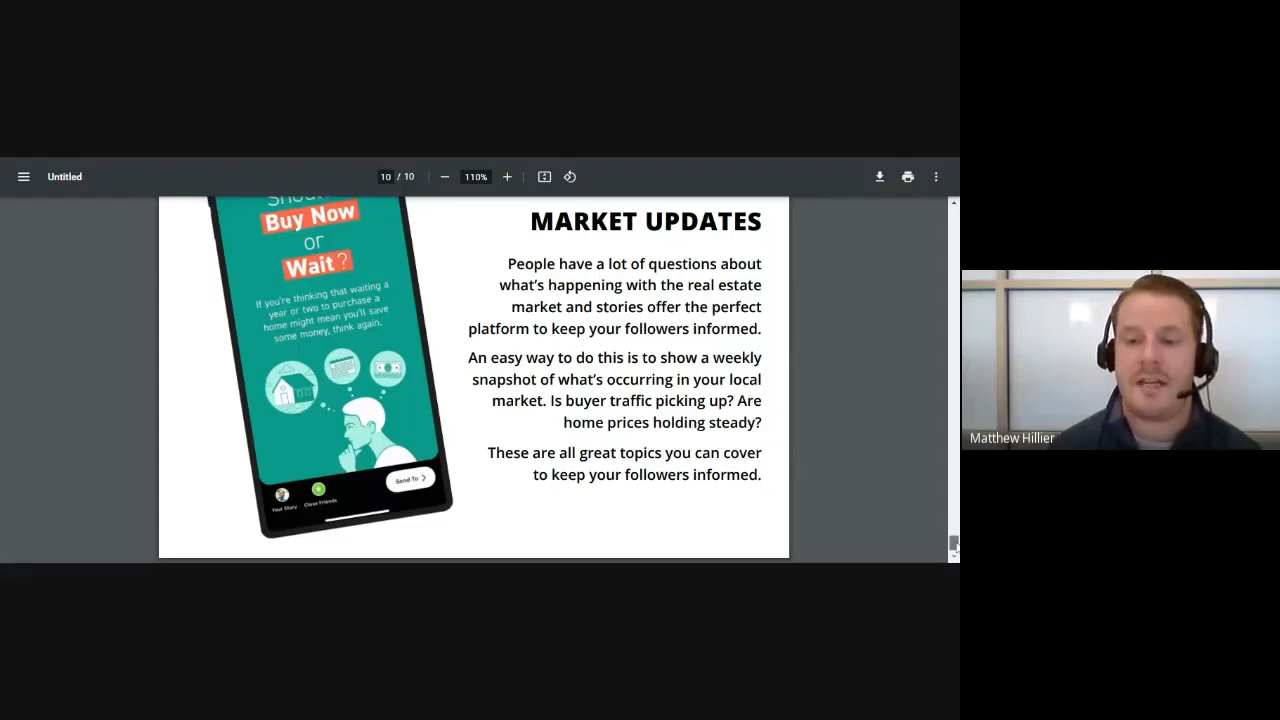 Untitled
10 / 10
110%
Buy Now
or
Wait?
If you're thinking that waiting a
year or two to purchase a
home might mean you'll save
some money, think again.
Your Story
Close Friends
Send To
MARKET UPDATES
People have a lot of questions about
what's happening with the real estate
market and stories offer the perfect
platform to keep your followers informed.
An easy way to do this is to show a weekly
snapshot of what's occurring in your local
market. Is buyer traffic picking up? Are
home prices holding steady?
These are all great topics you can cover
to keep your followers informed.
Matthew Hillier